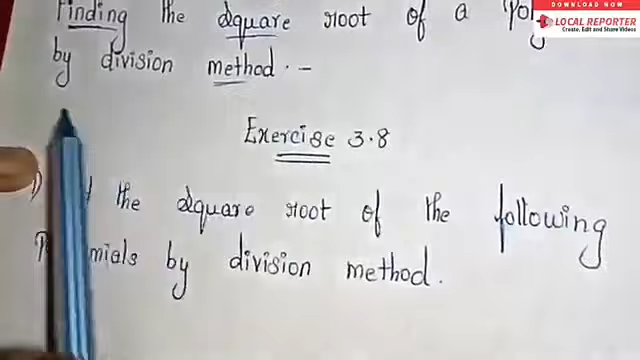 Finding the Square root of a
by division method. -
Exercise 3.8
1) the Square root of the following
by division method.
DOWNLOAD NOW
LOCAL REPORTER
Create, Edit and Share Videos